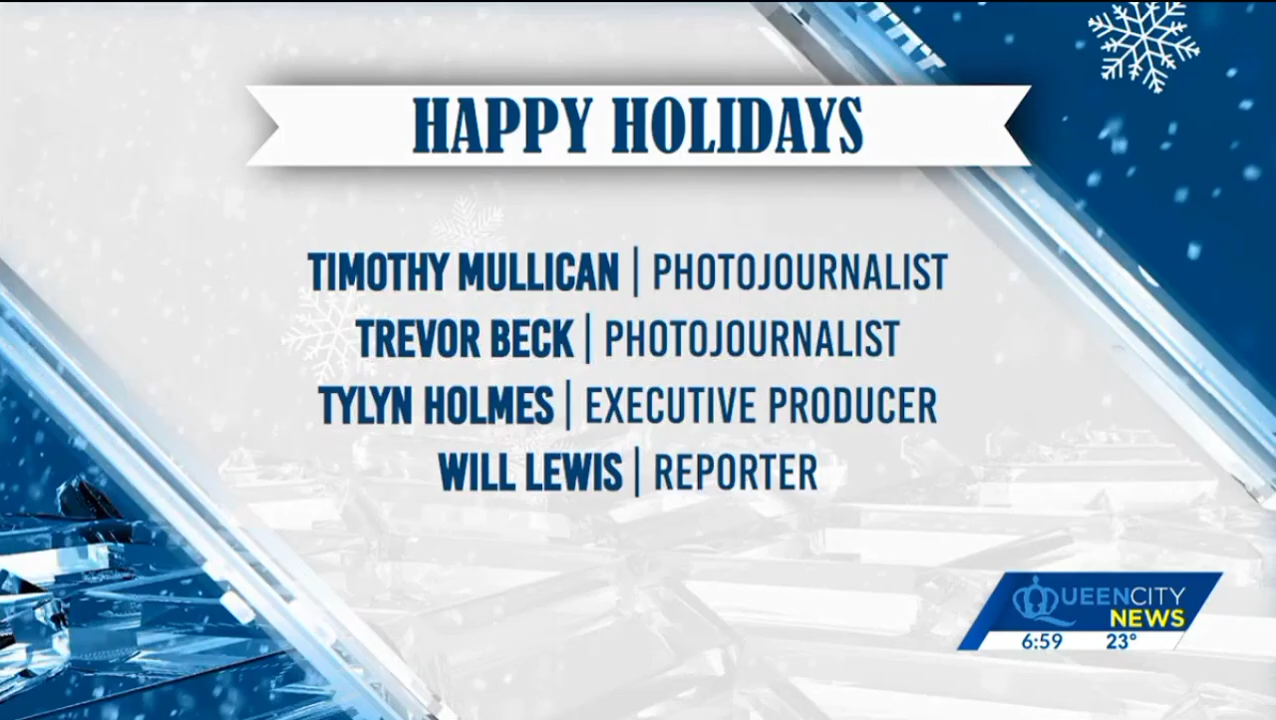 HAPPY HOLIDAYS
TIMOTHY MULLICAN | PHOTOJOURNALIST
TREVOR BECK | PHOTOJOURNALIST
TYLYN HOLMES | EXECUTIVE PRODUCER
WILL LEWIS | REPORTER
QUEENCITY
NEWS
6:59 23°